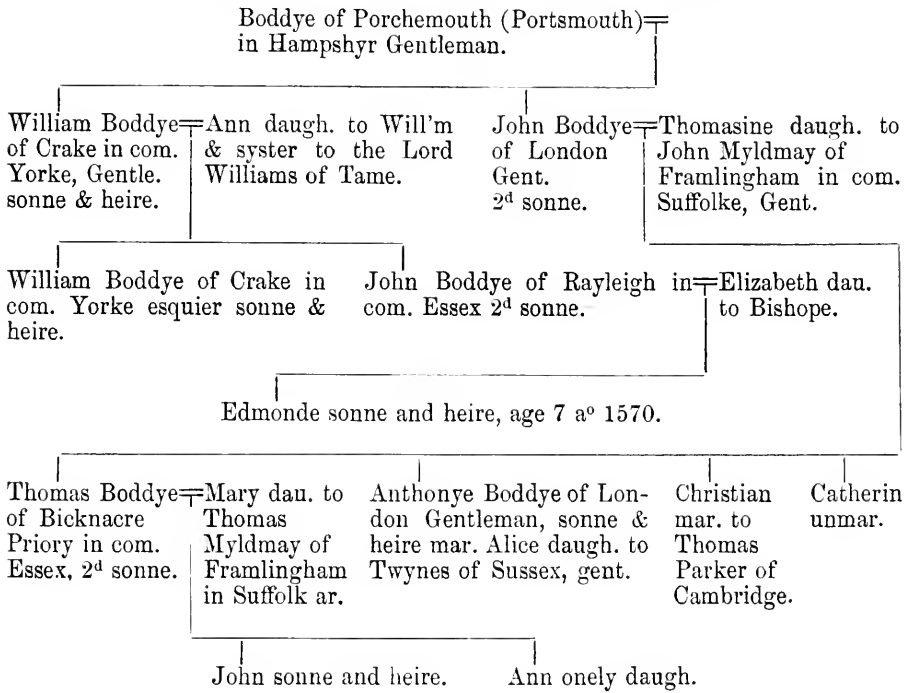 Boddye of Porchemouth (Portsmouth)
in Hampshyr Gentleman.
William Boddye
of Crake in com.
Yorke, Gentle.
sonne & heire.
Ann daugh. to Will'm
& syster to the Lord
Williams of Tame.
John Boddye
of London
Gent.
2d sonne.
Thomasine daugh. to
John Myldmay of
Framlingham in com.
Suffolke, Gent.
William Boddye of Crake in
com. Yorke esquier sonne &
heire.
John Boddye of Rayleigh in
com. Essex 2d sonne.
Elizabeth dau.
to Bishope.
Edmonde sonne and heire, age 7 ao 1570.
Thomas Boddye
of Bicknacre
Priory in com.
Essex, 2d sonne.
Mary dau. to
Thomas
Myldmay of
Framlingham
in Suffolk ar.
Anthonye Boddye of Lon-
don Gentleman, sonne &
heire mar. Alice daugh. to
Twynes of Sussex, gent.
Christian
mar. to
Thomas
Parker of
Cambridge.
Catherin
unmar.
John sonne and heire.
Ann onely daugh.